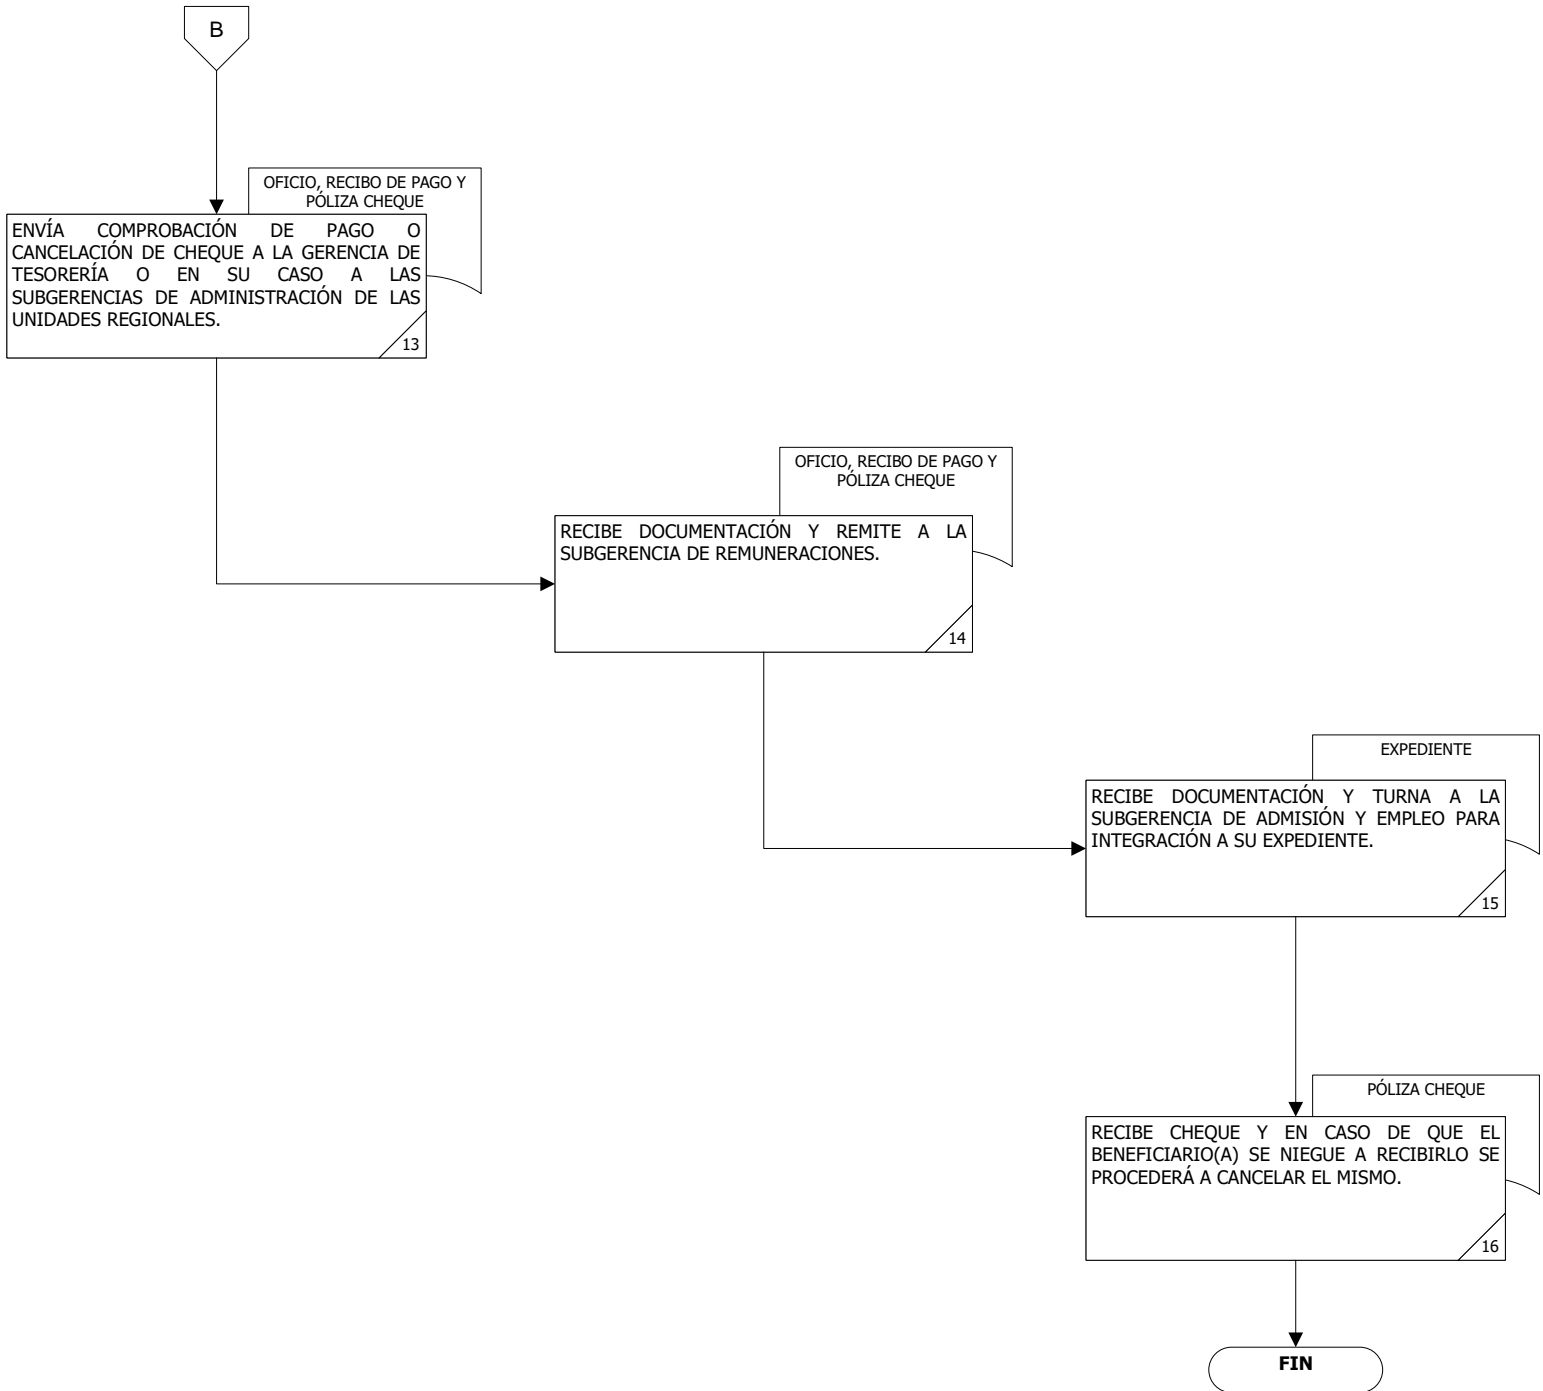 B
OFICIO, RECIBO DE PAGO Y
PÓLIZA CHEQUE
ENVÍA COMPROBACIÓN DE PAGO O
CANCELACIÓN DE CHEQUE A LA GERENCIA DE
TESORERÍA O EN SU CASO A LAS
SUBGERENCIAS DE ADMINISTRACIÓN DE LAS
UNIDADES REGIONALES.
13
OFICIO, RECIBO DE PAGO Y
PÓLIZA CHEQUE
RECIBE DOCUMENTACIÓN Y REMITE A LA
SUBGERENCIA DE REMUNERACIONES.
14
EXPEDIENTE
RECIBE DOCUMENTACIÓN Y TURNA A LA
SUBGERENCIA DE ADMISIÓN Y EMPLEO PARA
INTEGRACIÓN A SU EXPEDIENTE.
15
PÓLIZA CHEQUE
RECIBE CHEQUE Y EN CASO DE QUE EL
BENEFICIARIO(A) SE NIEGUE A RECIBIRLO SE
PROCEDERÁ A CANCELAR EL MISMO.
16
FIN